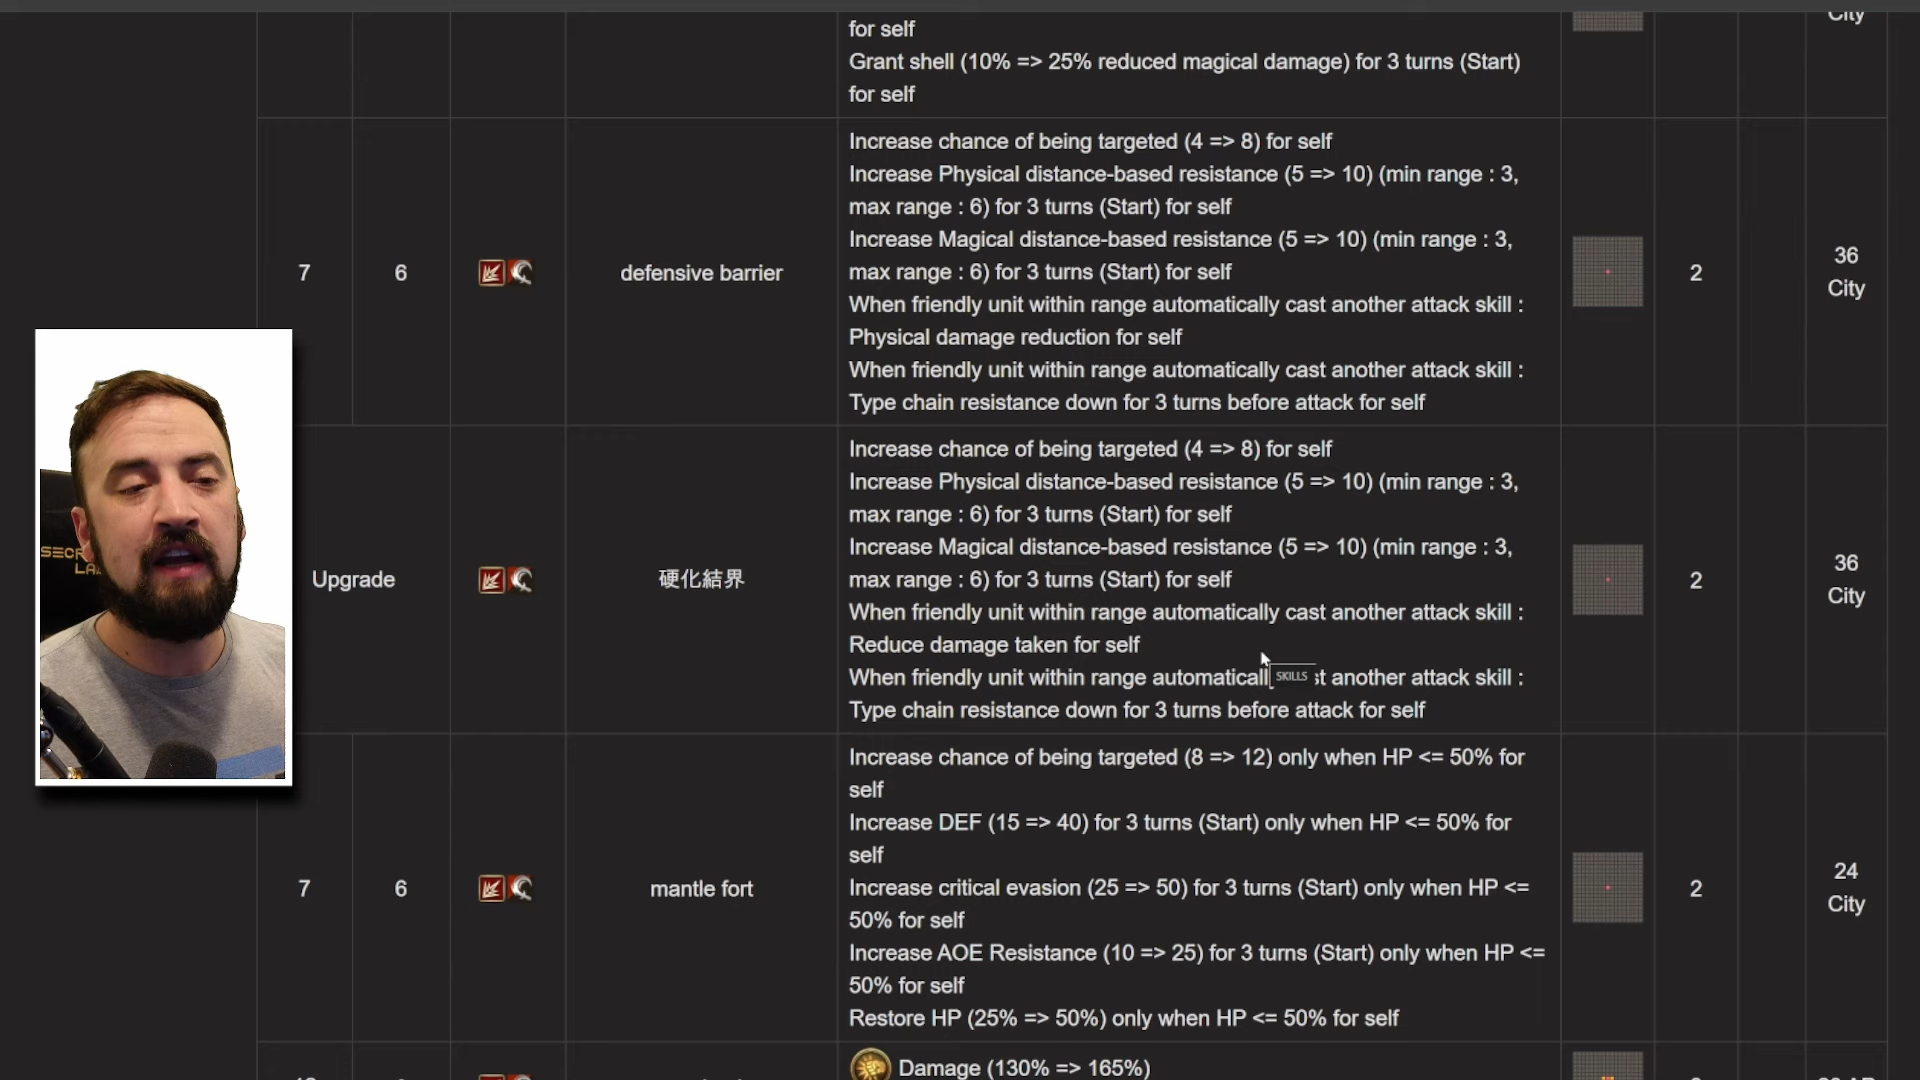 City
for self
Grant shell (10% => 25% reduced magical damage) for 3 turns (Start)
for self
7
6
defensive barrier
Increase chance of being targeted (4 => 8) for self
Increase Physical distance-based resistance (5 => 10) (min range : 3,
max range : 6) for 3 turns (Start) for self
Increase Magical distance-based resistance (5 => 10) (min range : 3,
max range : 6) for 3 turns (Start) for self
When friendly unit within range automatically cast another attack skill :
Physical damage reduction for self
When friendly unit within range automatically cast another attack skill :
Type chain resistance down for 3 turns before attack for self
2
36
City
Upgrade
硬化結界
Increase chance of being targeted (4 => 8) for self
Increase Physical distance-based resistance (5 => 10) (min range : 3,
max range : 6) for 3 turns (Start) for self
Increase Magical distance-based resistance (5 => 10) (min range : 3,
max range : 6) for 3 turns (Start) for self
When friendly unit within range automatically cast another attack skill :
Reduce damage taken for self
When friendly unit within range automaticall SKILLS st another attack skill :
Type chain resistance down for 3 turns before attack for self
2
36
City
7
6
mantle fort
Increase chance of being targeted (8 => 12) only when HP <= 50% for
self
Increase DEF (15 => 40) for 3 turns (Start) only when HP <= 50% for
self
Increase critical evasion (25 => 50) for 3 turns (Start) only when HP <=
50% for self
Increase AOE Resistance (10 => 25) for 3 turns (Start) only when HP <=
50% for self
Restore HP (25% => 50%) only when HP <= 50% for self
2
24
City
Damage (130% => 165%)